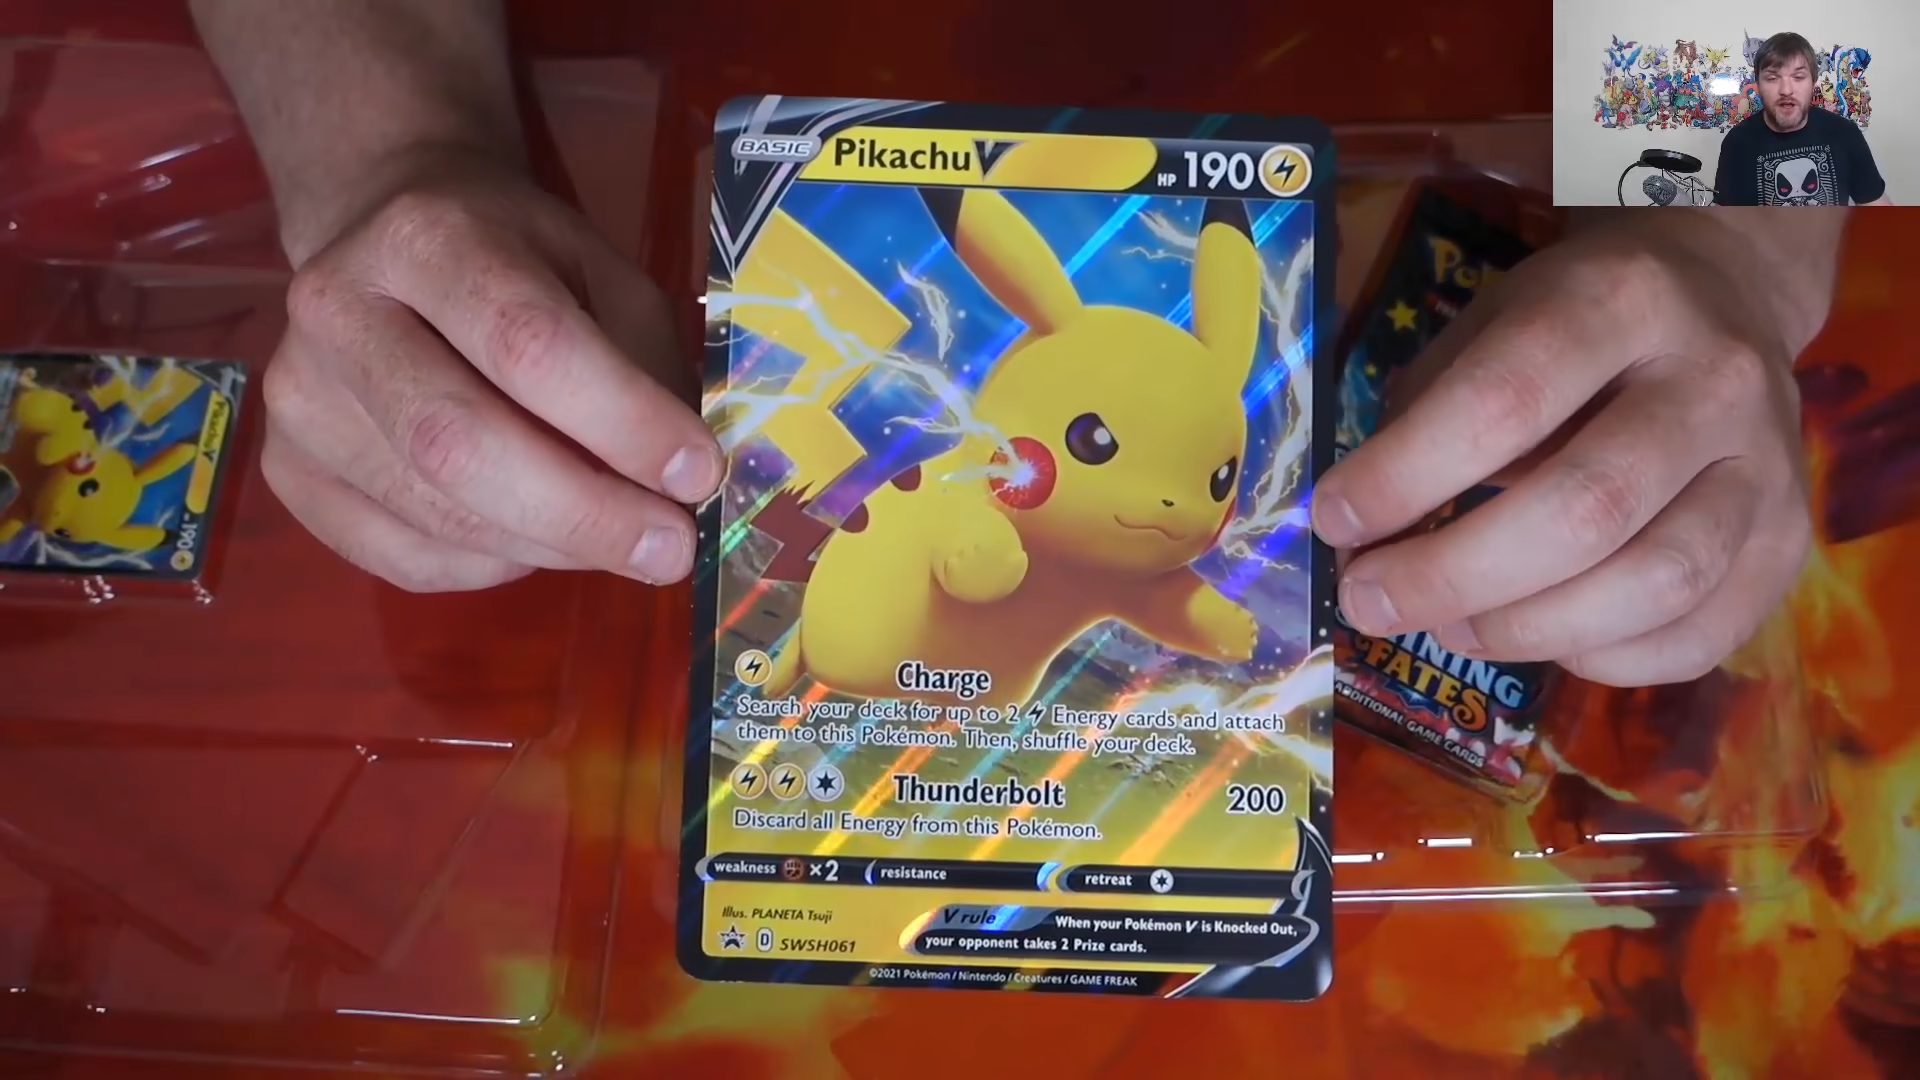 BASIC
Pikachu V
HP 190
Charge
Search your deck for up to 2 Energy cards and attach
them to this Pokémon. Then, shuffle your deck.
Thunderbolt 200
Discard all Energy from this Pokémon.
weakness ×2 resistance retreat
Illus. PLANETA Tsuji
V rule When your Pokémon V is Knocked Out,
your opponent takes 2 Prize cards.
D SWSH061
©2021 Pokémon / Nintendo / Creatures / GAME FREAK
Pikachu V
190
FATES
ADDITIONAL GAME CARDS